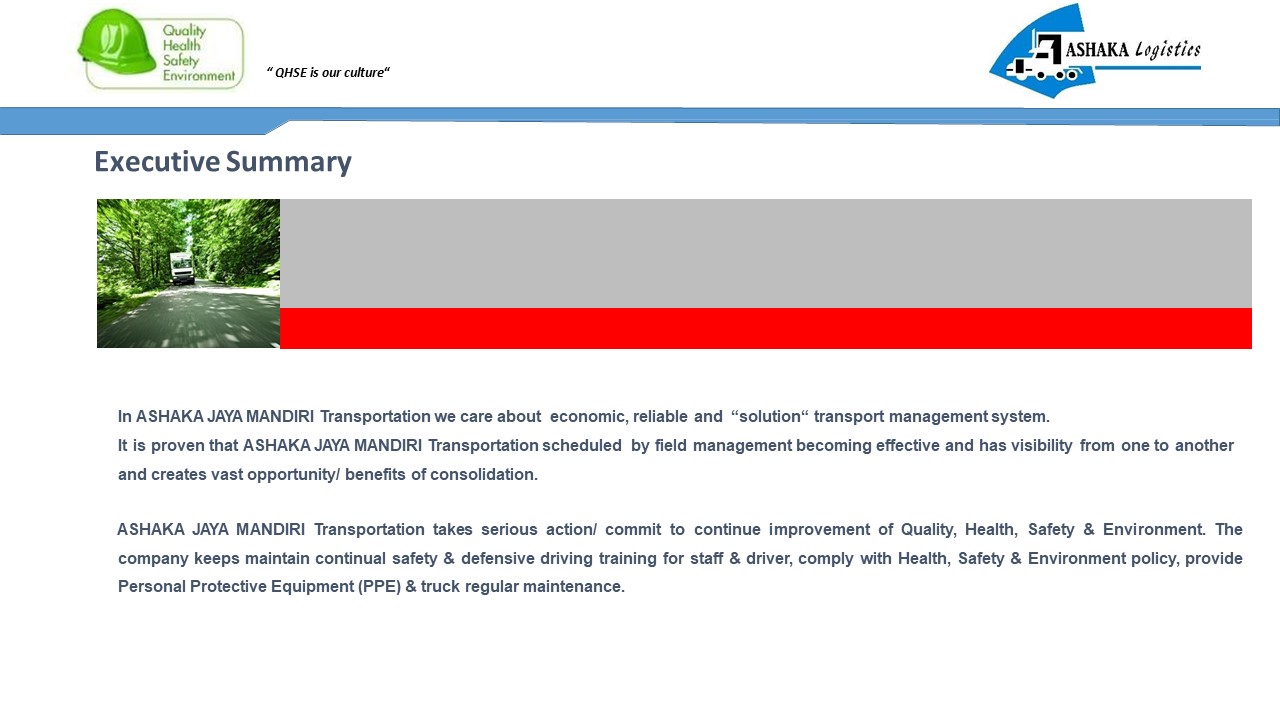 Quality
Health
Safety
Environment
“ QHSE is our culture“
ASHAKA Logistics
Executive Summary
In ASHAKA JAYA MANDIRI Transportation we care about economic, reliable and “solution“ transport management system.
It is proven that ASHAKA JAYA MANDIRI Transportation scheduled by field management becoming effective and has visibility from one to another
and creates vast opportunity/ benefits of consolidation.
ASHAKA JAYA MANDIRI Transportation takes serious action/ commit to continue improvement of Quality, Health, Safety & Environment. The
company keeps maintain continual safety & defensive driving training for staff & driver, comply with Health, Safety & Environment policy, provide
Personal Protective Equipment (PPE) & truck regular maintenance.